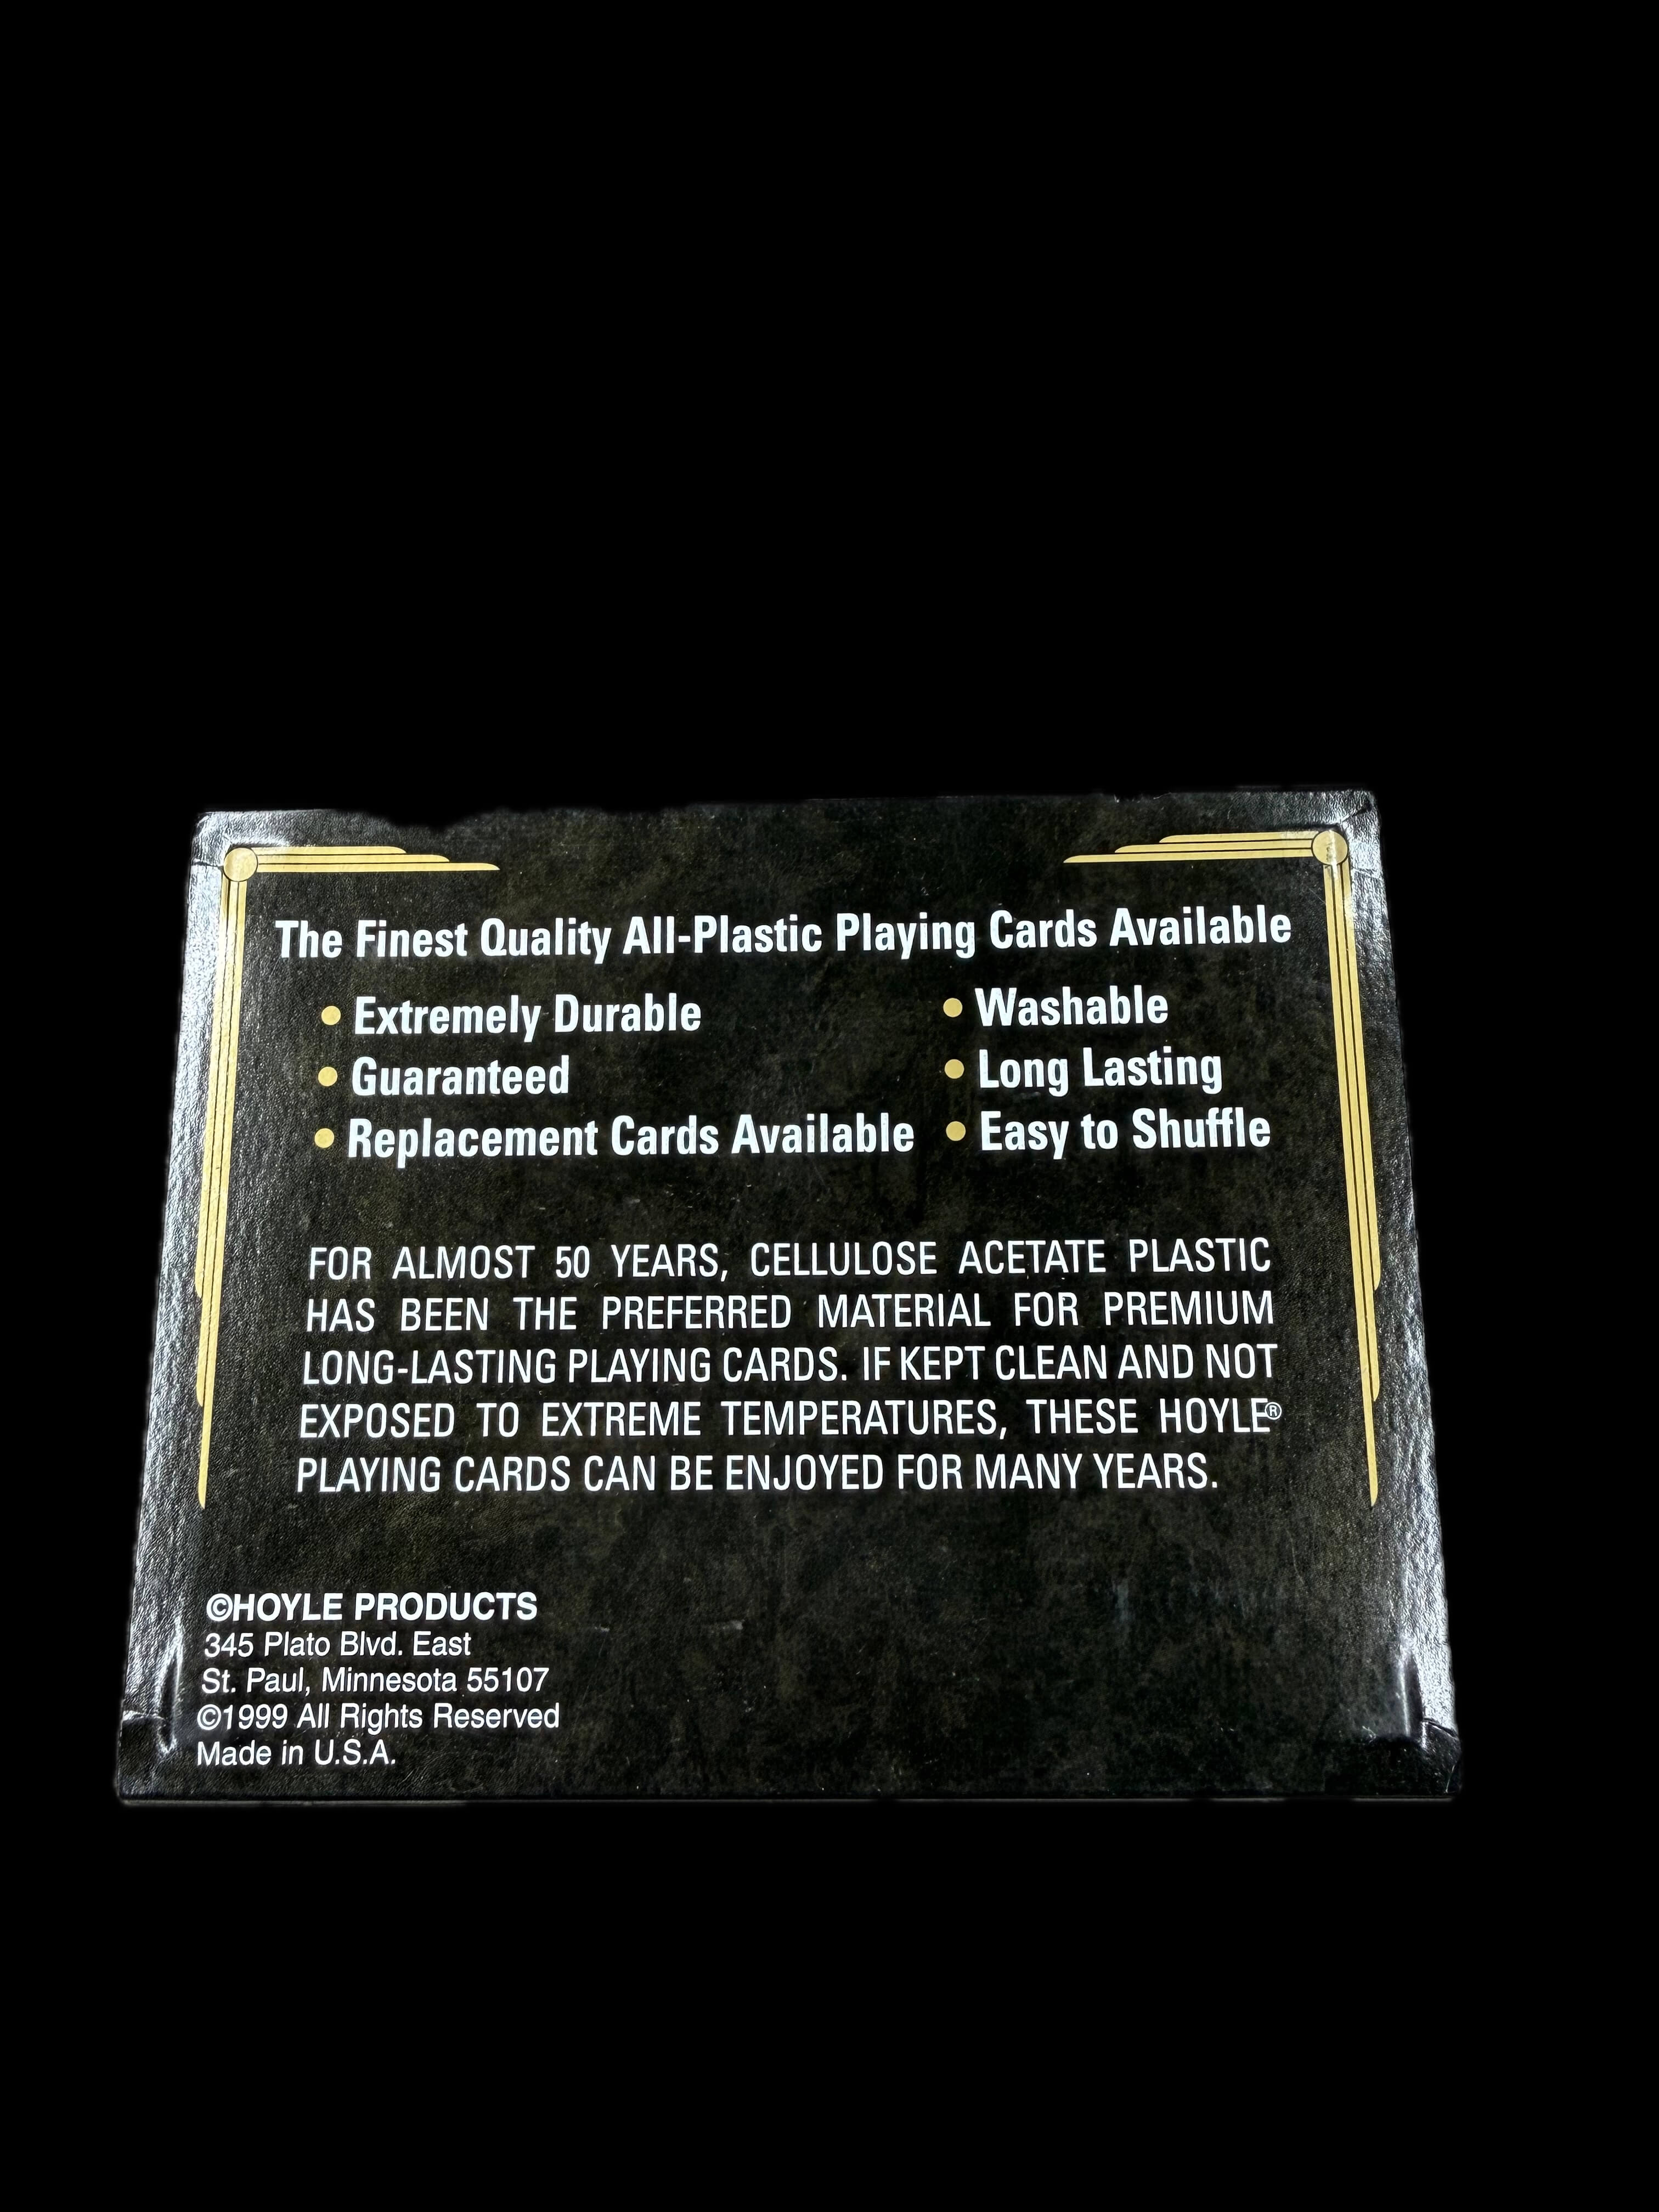 The Finest Quality All-Plastic Playing Cards Available
• Extremely Durable
• Guaranteed
• Replacement Cards Available
• Washable
• Long Lasting
• Easy to Shuffle
FOR ALMOST 50 YEARS, CELLULOSE ACETATE PLASTIC
HAS BEEN THE PREFERRED MATERIAL FOR PREMIUM
LONG-LASTING PLAYING CARDS. IF KEPT CLEAN AND NOT
EXPOSED TO EXTREME TEMPERATURES, THESE HOYLE®
PLAYING CARDS CAN BE ENJOYED FOR MANY YEARS.
©HOYLE PRODUCTS
345 Plato Blvd. East
St. Paul, Minnesota 55107
©1999 All Rights Reserved
Made in U.S.A.